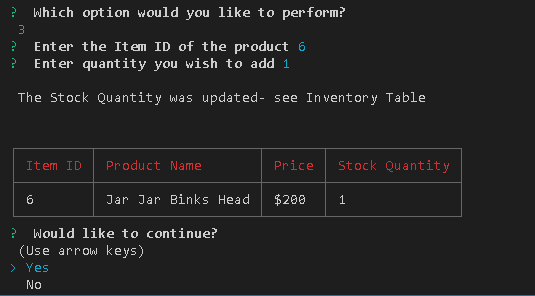 ? Which option would you like to perform?
3
? Enter the Item ID of the product 6
? Enter quantity you wish to add 1
The Stock Quantity was updated- see Inventory Table
Item ID Product Name Price Stock Quantity
6 Jar Jar Binks Head $200 1
? Would like to continue?
(Use arrow keys)
> Yes
No